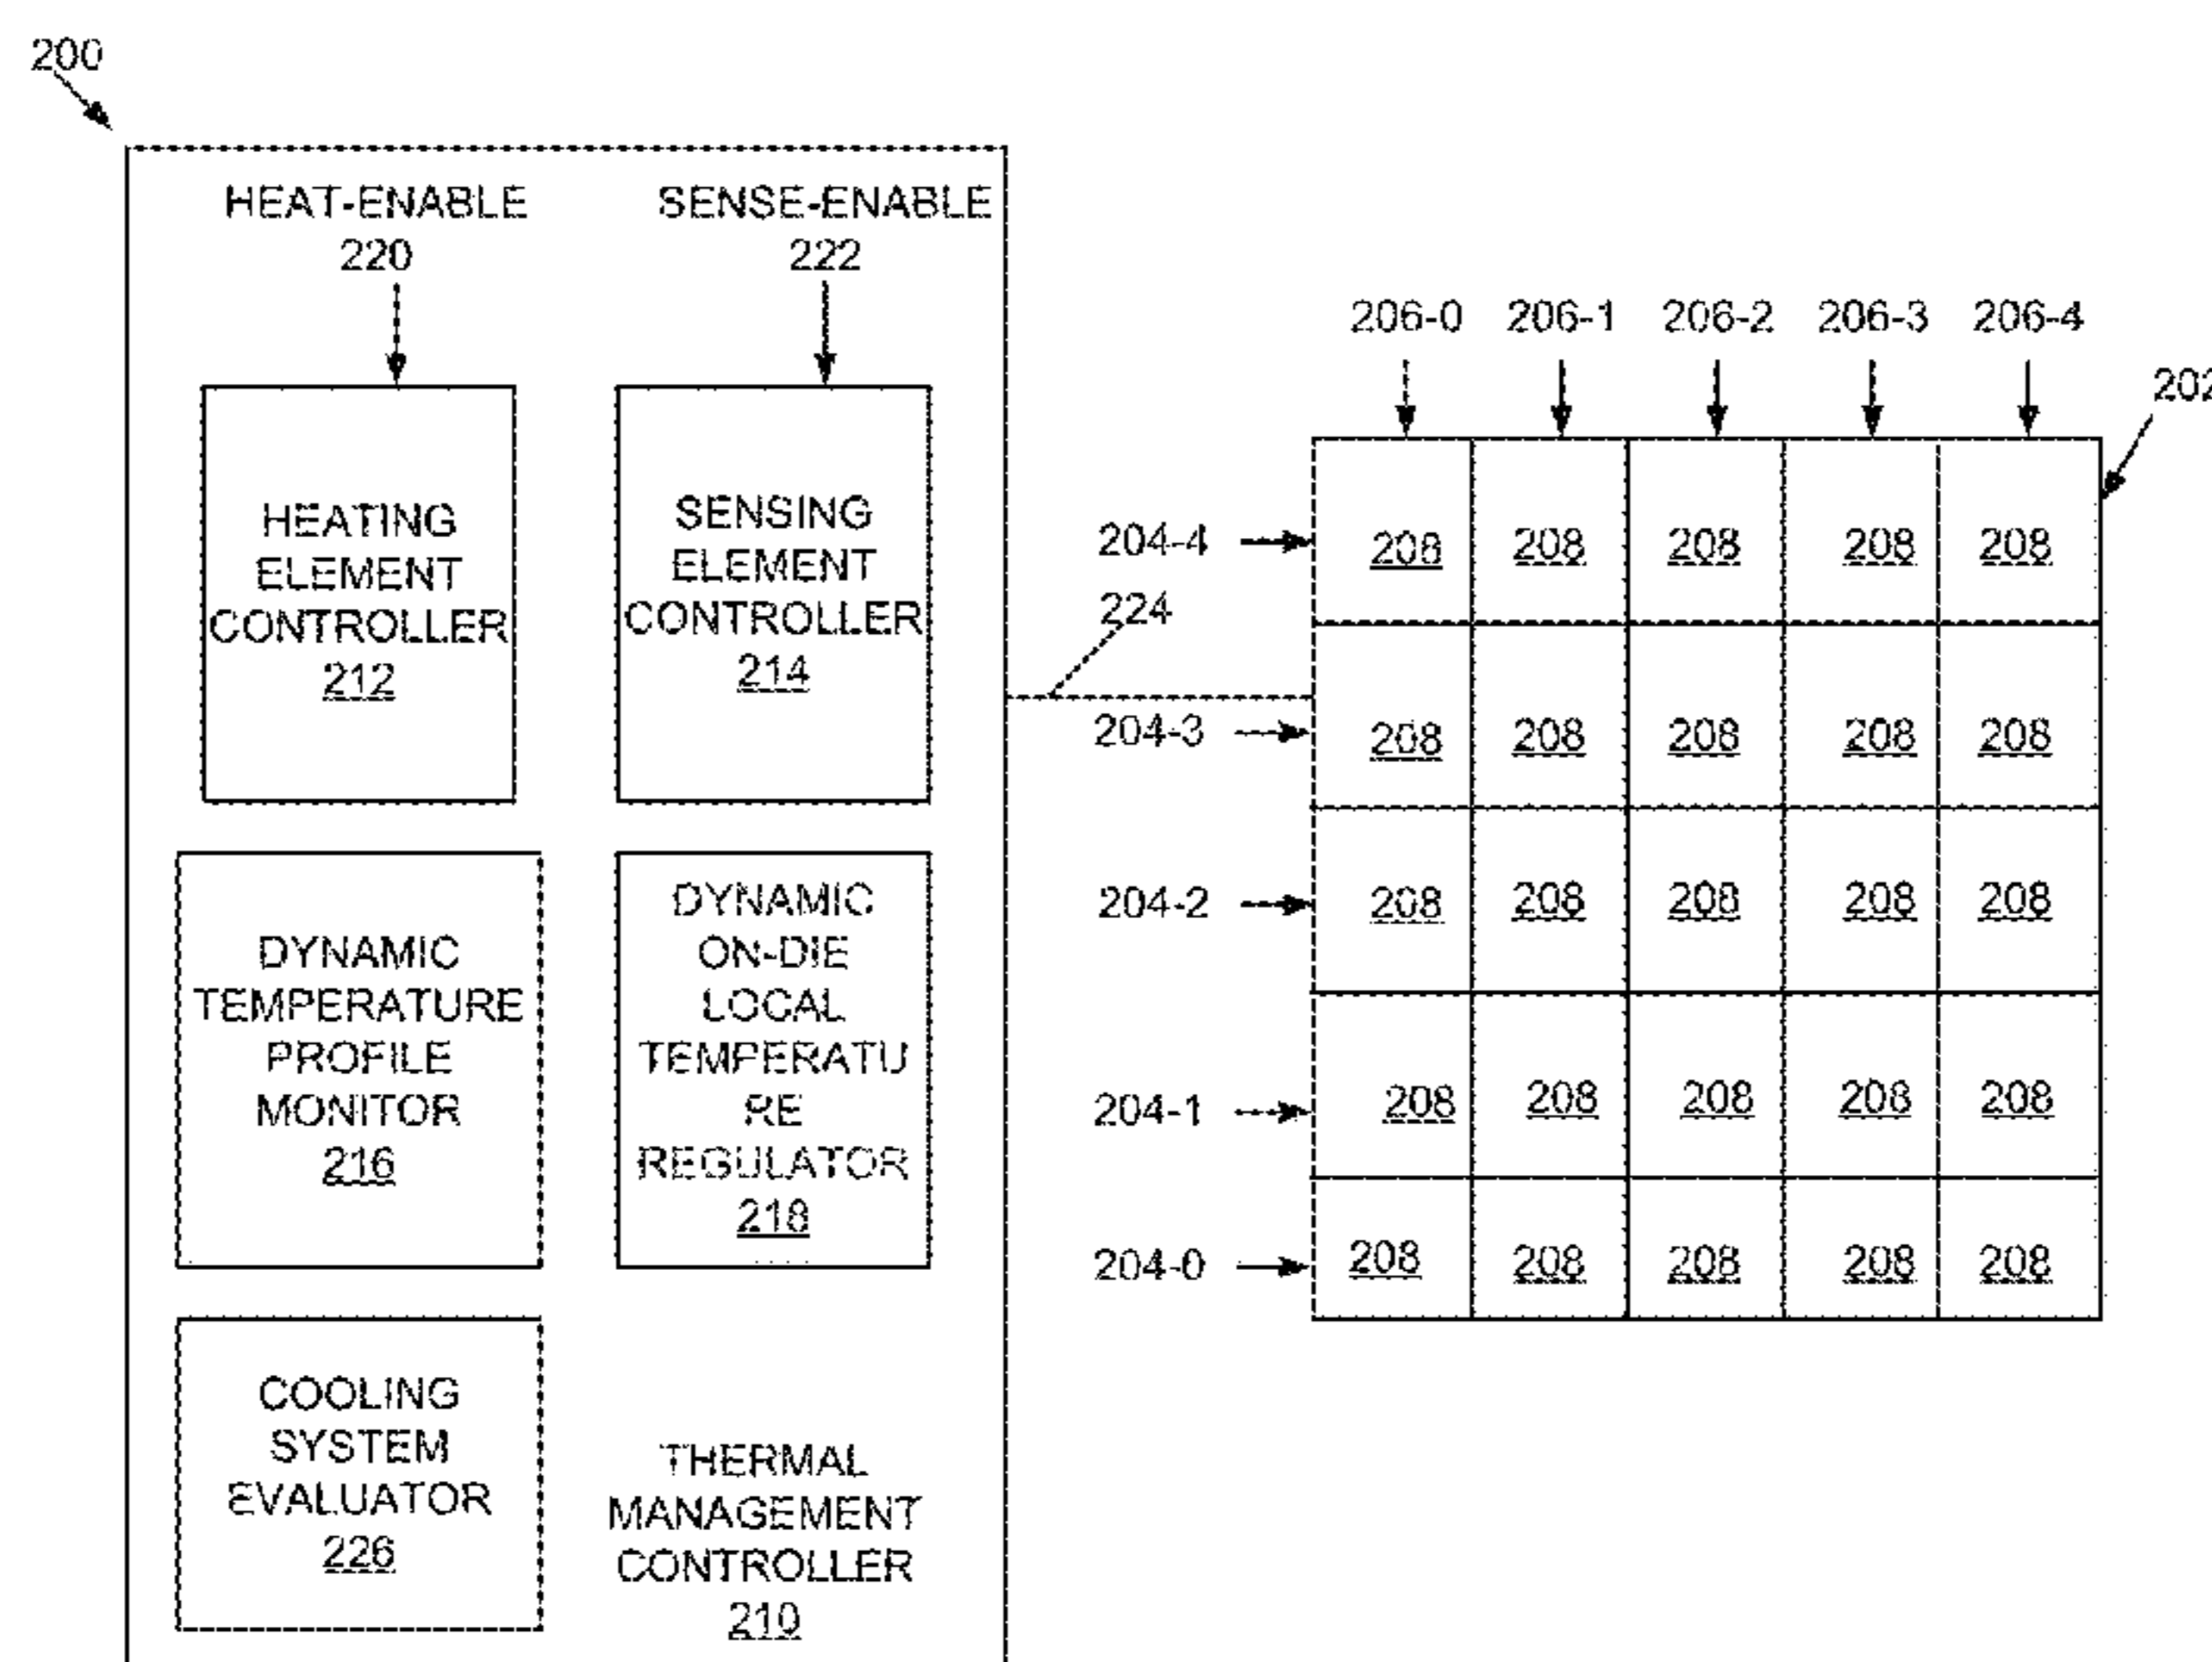 200
HEAT-ENABLE
220
SENSE-ENABLE
222
HEATING
ELEMENT
CONTROLLER
212
SENSING
ELEMENT
CONTROLLER
214
DYNAMIC
TEMPERATURE
PROFILE
MONITOR
216
DYNAMIC
ON-DIE
LOCAL
TEMPERATU
RE
REGULATOR
218
COOLING
SYSTEM
EVALUATOR
226
THERMAL
MANAGEMENT
CONTROLLER
210
224
206-0 206-1 206-2 206-3 206-4
202
204-4 208 208 208 208 208
204-3 208 208 208 208 208
204-2 208 208 208 208 208
204-1 208 208 208 208 208
204-0 208 208 208 208 208